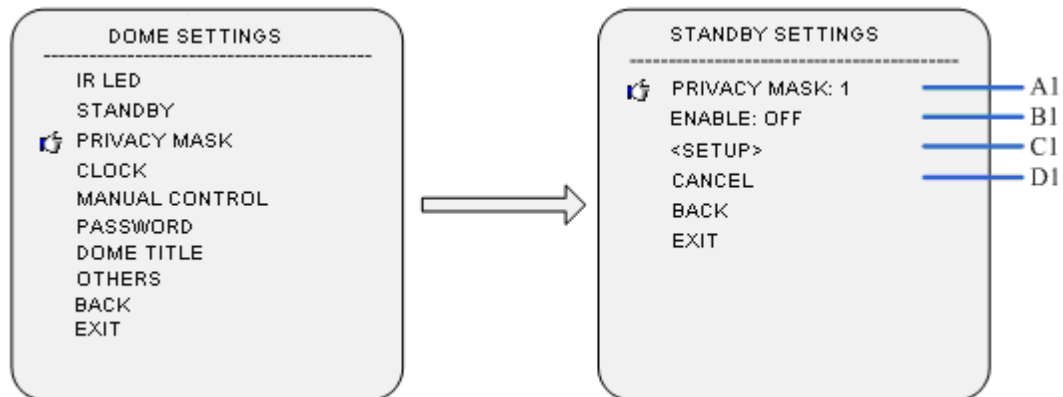 DOME SETTINGS
IR LED
STANDBY
PRIVACY MASK
CLOCK
MANUAL CONTROL
PASSWORD
DOME TITLE
OTHERS
BACK
EXIT
STANDBY SETTINGS
PRIVACY MASK: 1
ENABLE: OFF
<SETUP>
CANCEL
BACK
EXIT
A1
B1
C1
D1